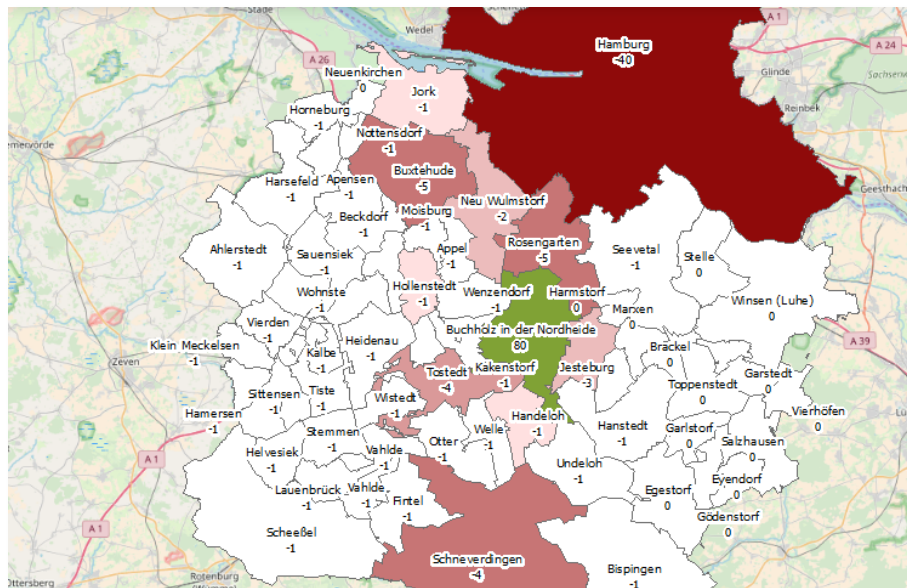 Stade
Wedel
A 1
A 24
Hamburg
-40
Glinde
Sachsenw
A 26
Neuenkirchen
0
Jork
-1
Reinbek
Horneburg
-1
Nottensdorf
-1
emervörde
Buxtehude
-5
Harsefeld
-1
Apensen
-1
Neu Wulmstorf
-2
Geesthach
Beckdorf
-1
Moisburg
-1
Ahlerstedt
-1
Sauensiek
-1
Appel
-1
Rosengarten
-5
Seevetal
-1
Stelle
0
Hollenstedt
-1
Wohnste
-1
Wenzendorf
-1
Harmstorf
0
Marxen
0
Winsen (Luhe)
0
Vierden
-1
Klein Meckelsen
-1
Zeven
Kalbe
-1
Heidenau
-1
Buchholz in der Nordheide
80
Brackel
0
A 39
Tostedt
-4
Kakenstorf
-1
Jesteburg
-3
Garstedt
0
Toppenstedt
0
Sittensen
-1
Tiste
-1
Wistedt
-1
Vierhöfen
0
Hamersen
-1
A 1
Handeloh
-1
Hanstedt
-1
Garlstorf
0
Salzhausen
0
Stemmen
-1
Otter
-1
Welle
-1
Helvesiek
-1
Vahlde
-1
Undeloh
-1
Eyendorf
0
Egestorf
0
Lauenbrück
-1
Vahlde
-1
Fintel
-1
Gödenstorf
0
A 1
Scheeßel
-1
Schneverdingen
-4
Bispingen
-1
Ottersberg
Rotenburg